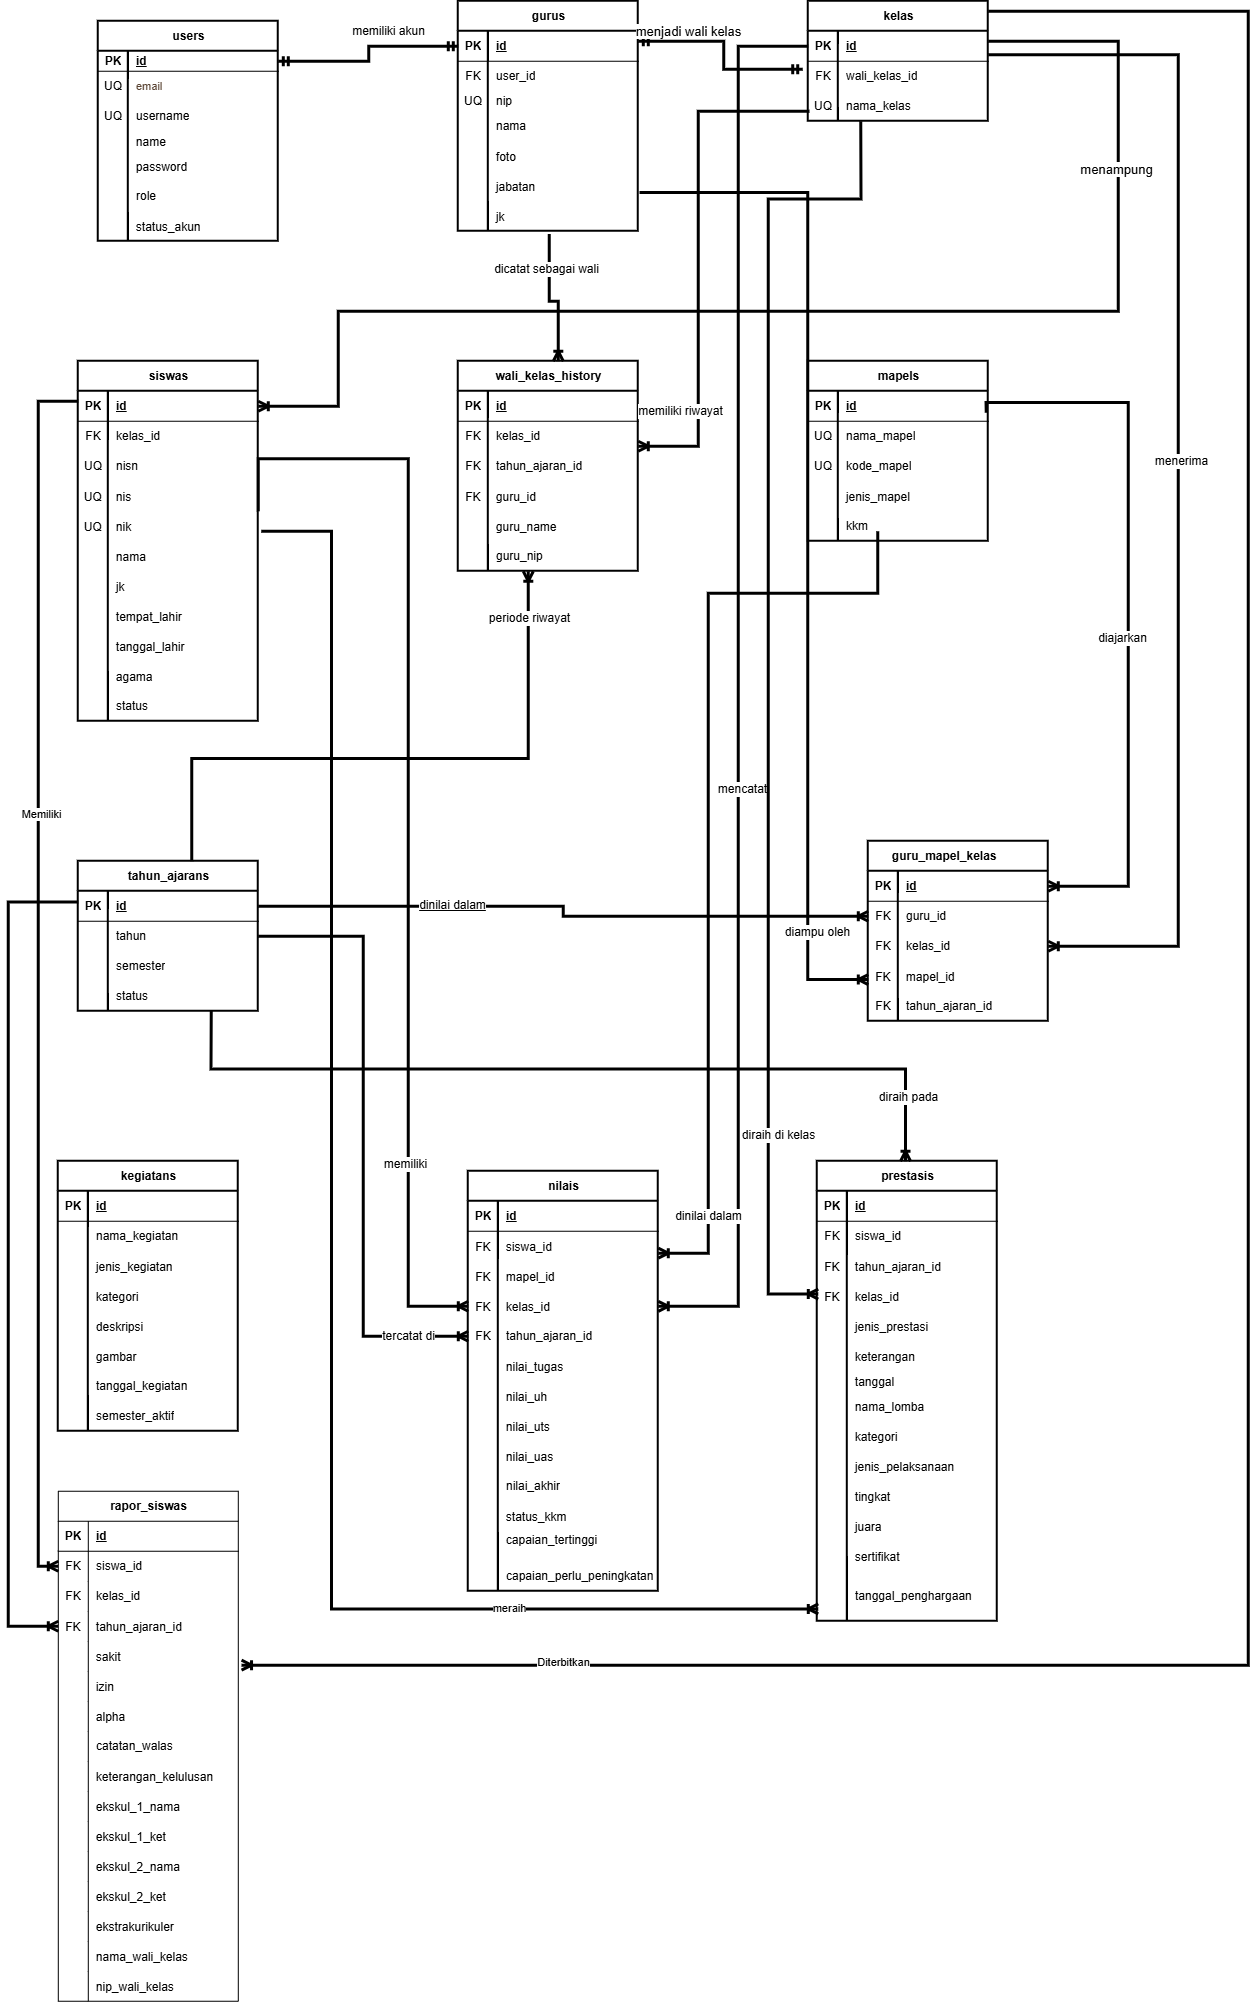 users
PK id
UQ email
UQ username
name
password
role
status_akun
memiliki akun
gurus
PK id
FK user_id
UQ nip
nama
foto
jabatan
jk
menjadi wali kelas
kelas
PK id
FK wali_kelas_id
UQ nama_kelas
menampung
dicatat sebagai wali
siswas
PK id
FK kelas_id
UQ nisn
UQ nis
UQ nik
nama
jk
tempat_lahir
tanggal_lahir
agama
status
wali_kelas_history
PK id
FK kelas_id
FK tahun_ajaran_id
FK guru_id
guru_name
guru_nip
memiliki riwayat
mapels
PK id
UQ nama_mapel
UQ kode_mapel
jenis_mapel
kkm
menerima
periode riwayat
diajarkan
mencatat
Memiliki
tahun_ajarans
PK id
tahun
semester
status
dinilai dalam
diampu oleh
guru_mapel_kelas
PK id
FK guru_id
FK kelas_id
FK mapel_id
FK tahun_ajaran_id
diraih pada
diraih di kelas
memiliki
kegiatans
PK id
nama_kegiatan
jenis_kegiatan
kategori
deskripsi
gambar
tanggal_kegiatan
semester_aktif
nilais
PK id
FK siswa_id
FK mapel_id
FK kelas_id
FK tahun_ajaran_id
nilai_tugas
nilai_uh
nilai_uts
nilai_uas
nilai_akhir
status_kkm
capaian_tertinggi
capaian_perlu_peningkatan
dinilai dalam
tercatat di
prestasis
PK id
FK siswa_id
FK tahun_ajaran_id
FK kelas_id
jenis_prestasi
keterangan
tanggal
nama_lomba
kategori
jenis_pelaksanaan
tingkat
juara
sertifikat
tanggal_penghargaan
meraih
Diterbitkan
rapor_siswas
PK id
FK siswa_id
FK kelas_id
FK tahun_ajaran_id
sakit
izin
alpha
catatan_walas
keterangan_kelulusan
ekskul_1_nama
ekskul_1_ket
ekskul_2_nama
ekskul_2_ket
ekstrakurikuler
nama_wali_kelas
nip_wali_kelas